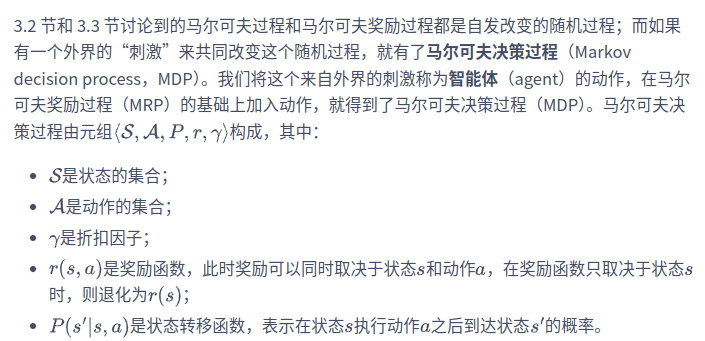 3.2 节和 3.3 节讨论到的马尔可夫过程和马尔可夫奖励过程都是自发改变的随机过程；而如果
有一个外界的“刺激”来共同改变这个随机过程，就有了马尔可夫决策过程（Markov
decision process，MDP）。我们将这个来自外界的刺激称为智能体（agent）的动作，在马尔
可夫奖励过程（MRP）的基础上加入动作，就得到了马尔可夫决策过程（MDP）。马尔可夫决
策过程由元组⟨𝒮, 𝒜, P, r, γ⟩构成，其中：
• 𝒮是状态的集合；
• 𝒜是动作的集合；
• γ是折扣因子；
• r(s, a)是奖励函数，此时奖励可以同时取决于状态s和动作a，在奖励函数只取决于状态s
时，则退化为r(s)；
• P(s′|s, a)是状态转移函数，表示在状态s执行动作a之后到达状态s′的概率。